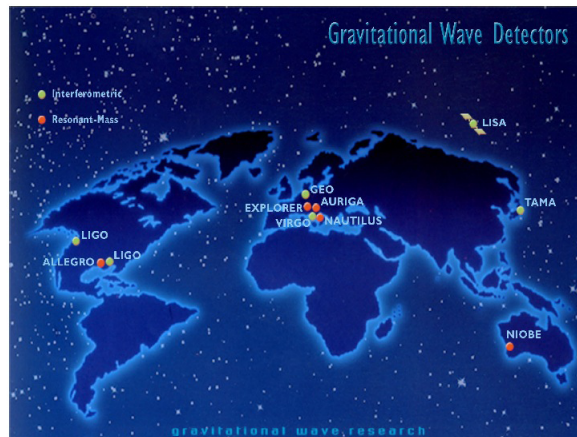 Gravitational Wave Detectors
Interferometric
Resonant-Mass
LISA
GEO
AURIGA
EXPLORER
TAMA
VIRGO
NAUTILUS
LIGO
ALLEGRO
LIGO
NIOBE
gravitational wave research